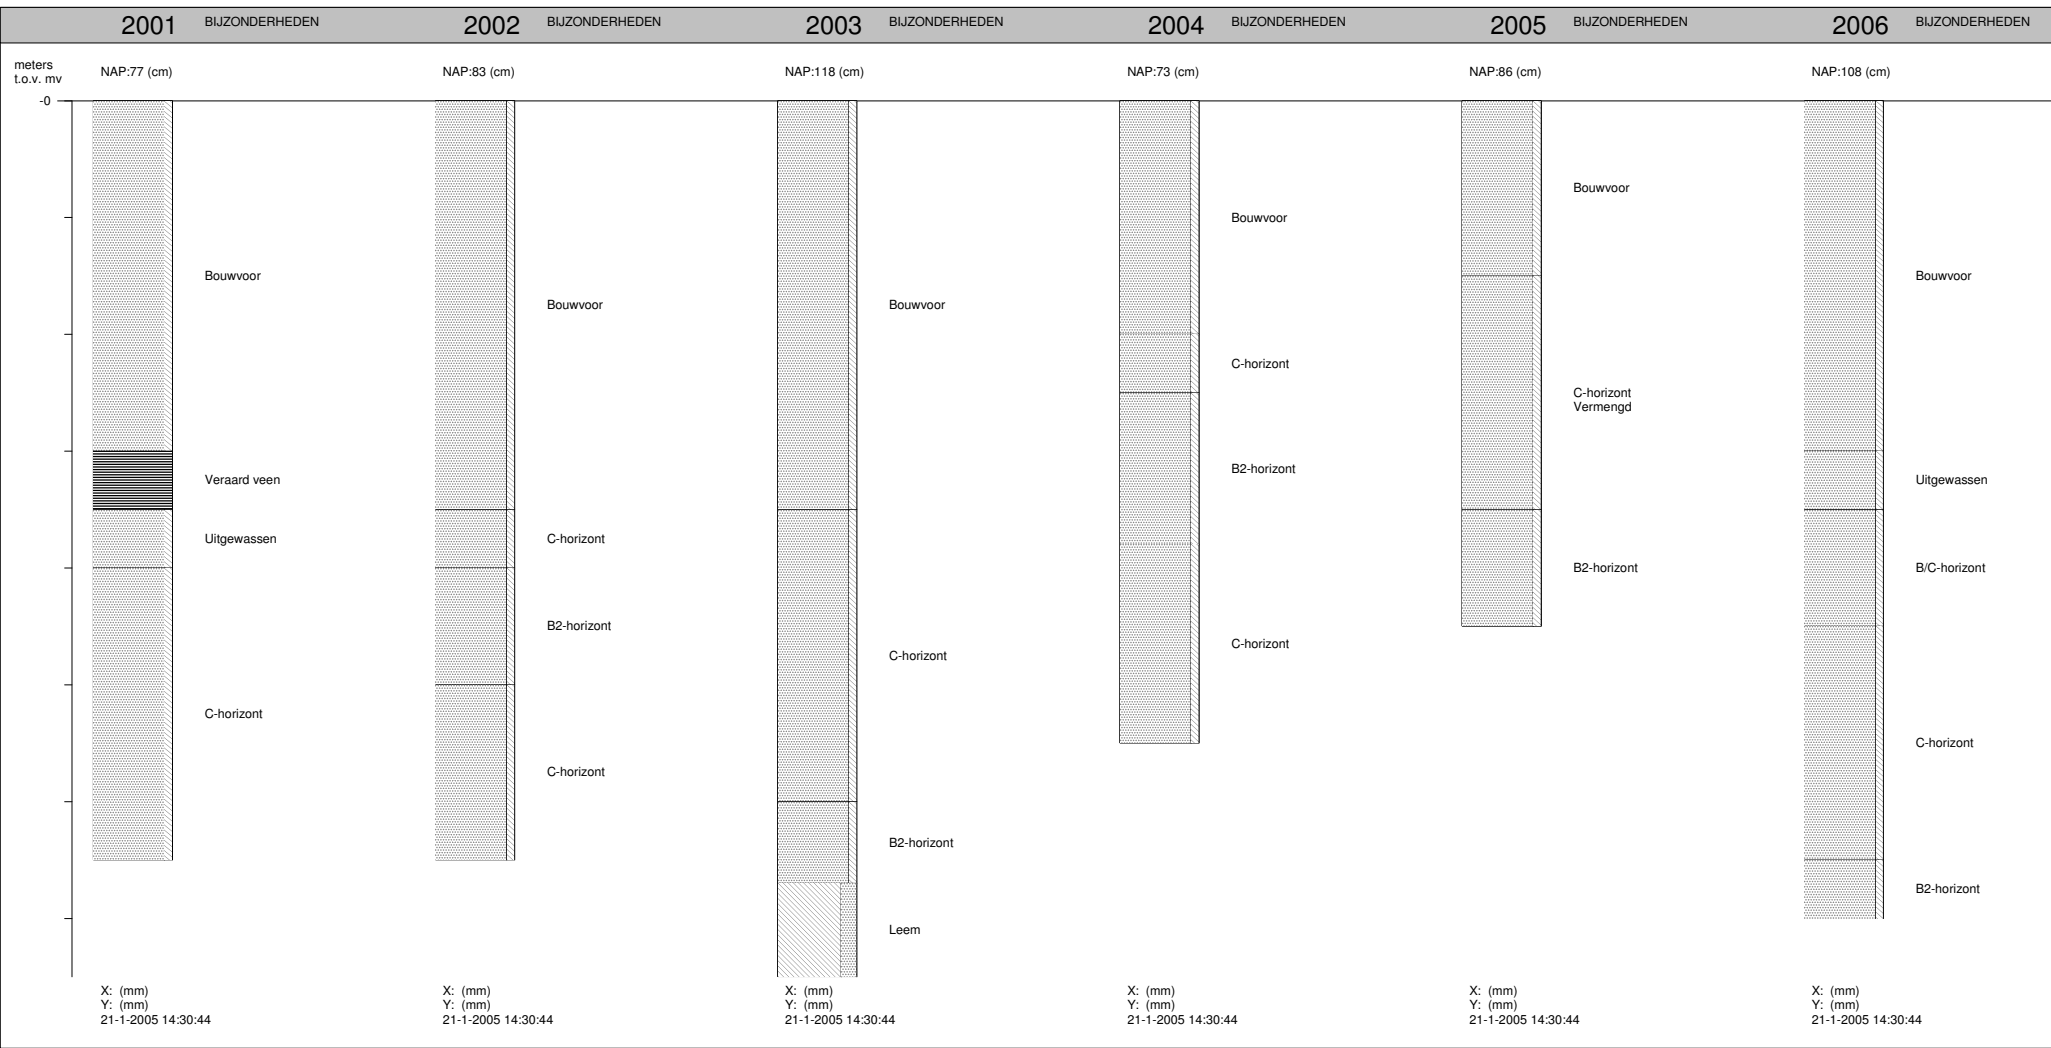 2001 BIJZONDERHEDEN 2002 BIJZONDERHEDEN 2003 BIJZONDERHEDEN 2004 BIJZONDERHEDEN 2005 BIJZONDERHEDEN 2006 BIJZONDERHEDEN
meters
t.o.v. mv
NAP:77 (cm) NAP:83 (cm) NAP:118 (cm) NAP:73 (cm) NAP:86 (cm) NAP:108 (cm)
-0
Bouwvoor
Veraard veen
Uitgewassen
C-horizont
Bouwvoor
C-horizont
B2-horizont
C-horizont
Bouwvoor
C-horizont
B2-horizont
Leem
Bouwvoor
C-horizont
B2-horizont
C-horizont
Bouwvoor
C-horizont
Vermengd
B2-horizont
Bouwvoor
Uitgewassen
B/C-horizont
C-horizont
B2-horizont
X: (mm) X: (mm) X: (mm) X: (mm) X: (mm) X: (mm)
Y: (mm) Y: (mm) Y: (mm) Y: (mm) Y: (mm) Y: (mm)
21-1-2005 14:30:44 21-1-2005 14:30:44 21-1-2005 14:30:44 21-1-2005 14:30:44 21-1-2005 14:30:44 21-1-2005 14:30:44